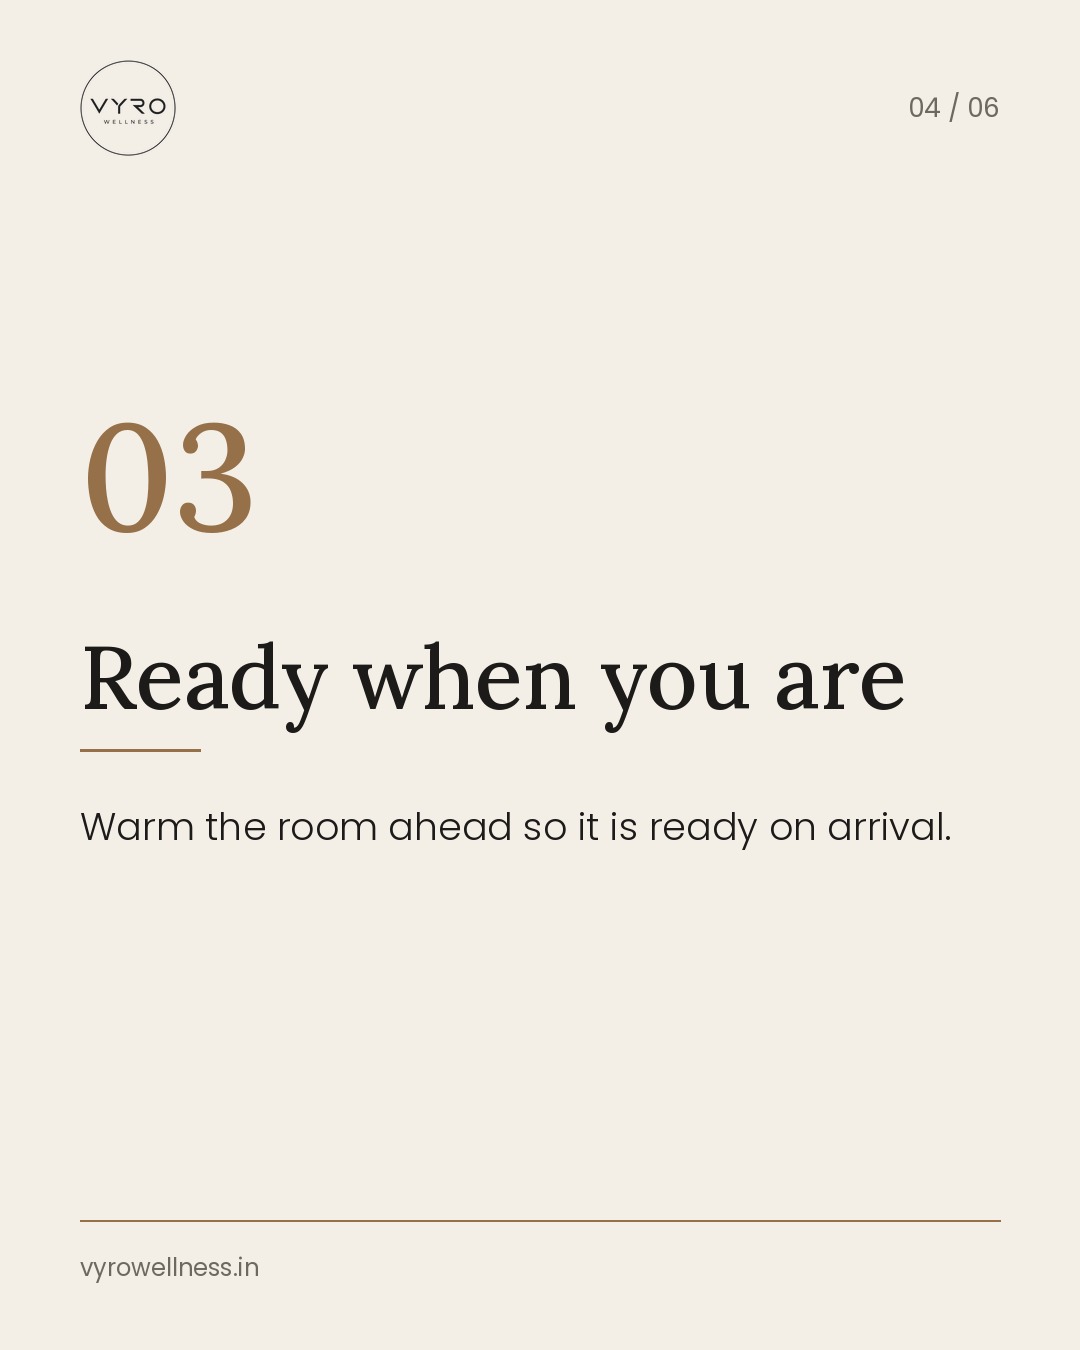 VYRO
WELLNESS
04 / 06
03
Ready when you are
Warm the room ahead so it is ready on arrival.
vyrowellness.in